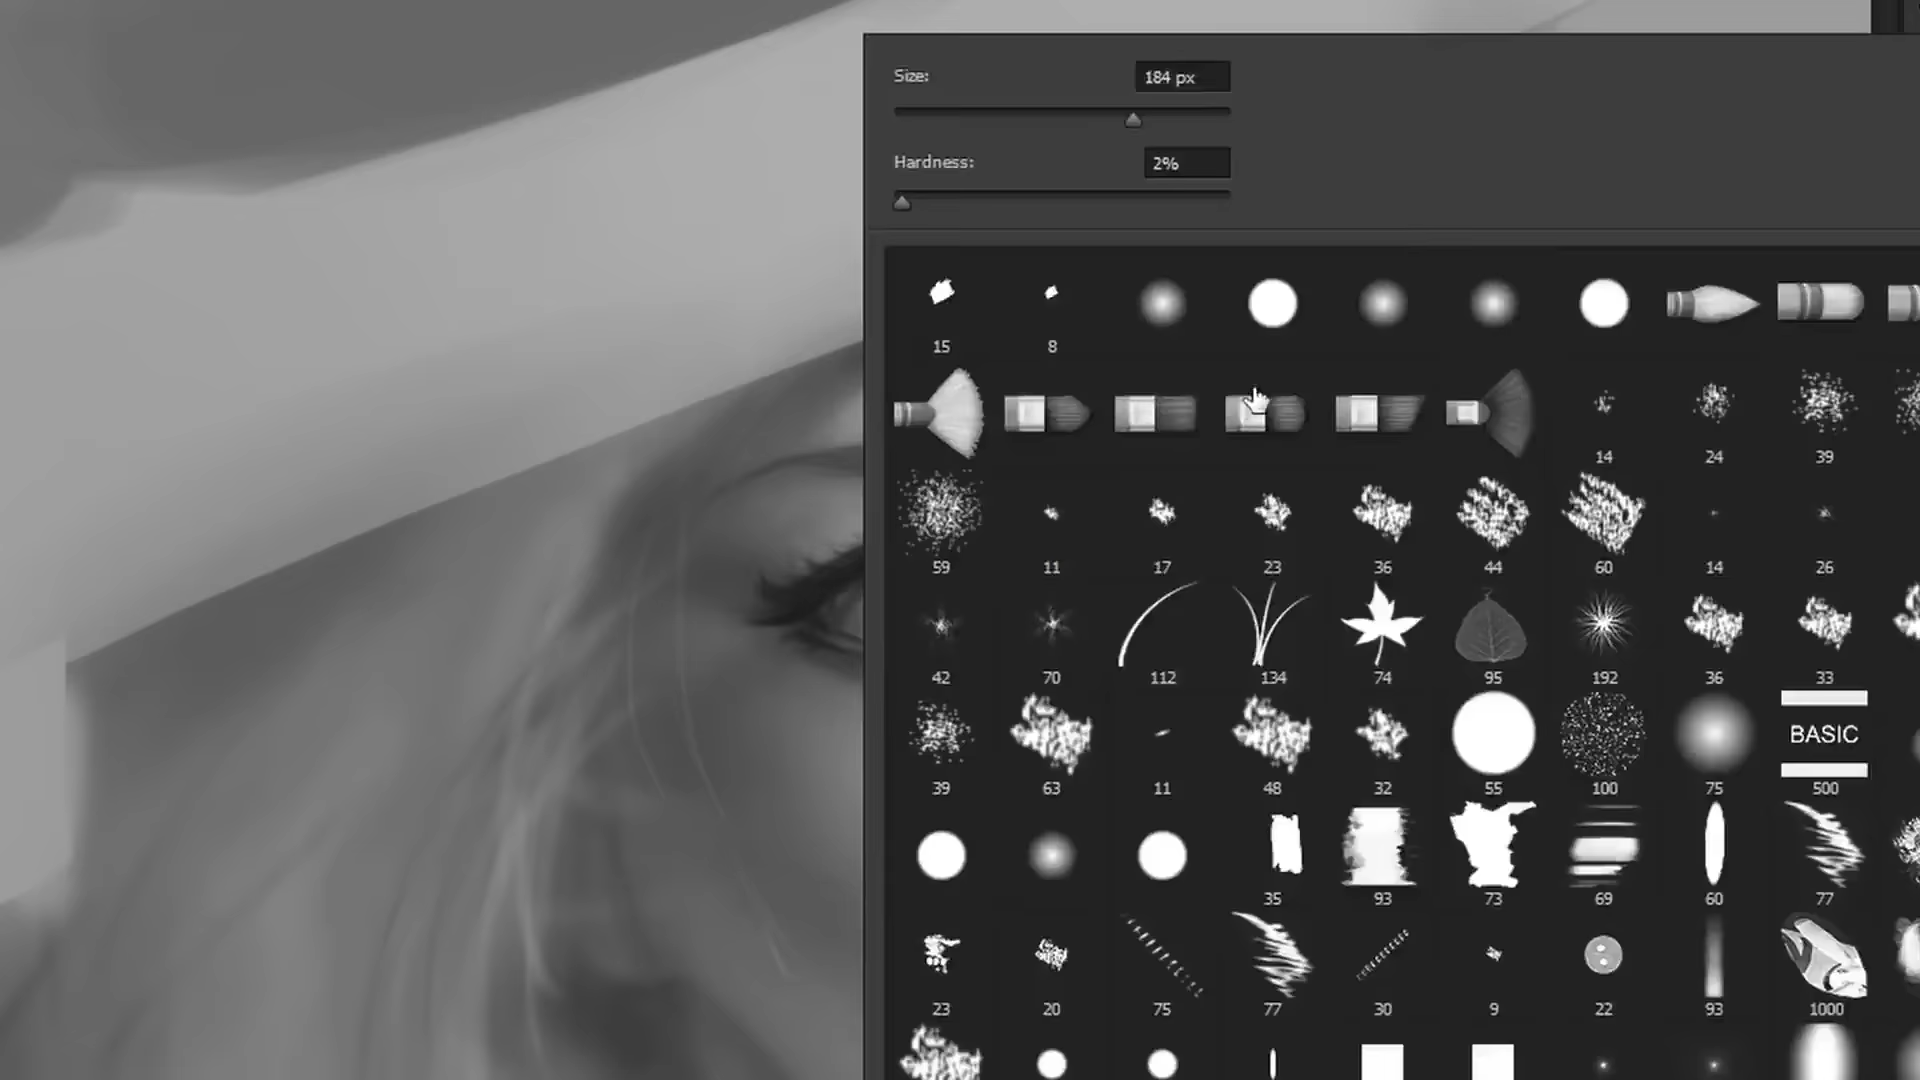 Size:
184 px
Hardness:
2%
15 8
14 24 39
59 11 17 23 36 44 60 14 26
42 70 112 134 74 95 192 36 33
BASIC
39 63 11 48 32 55 100 75 500
35 93 73 69 60 77
23 20 75 77 30 9 22 93 1000